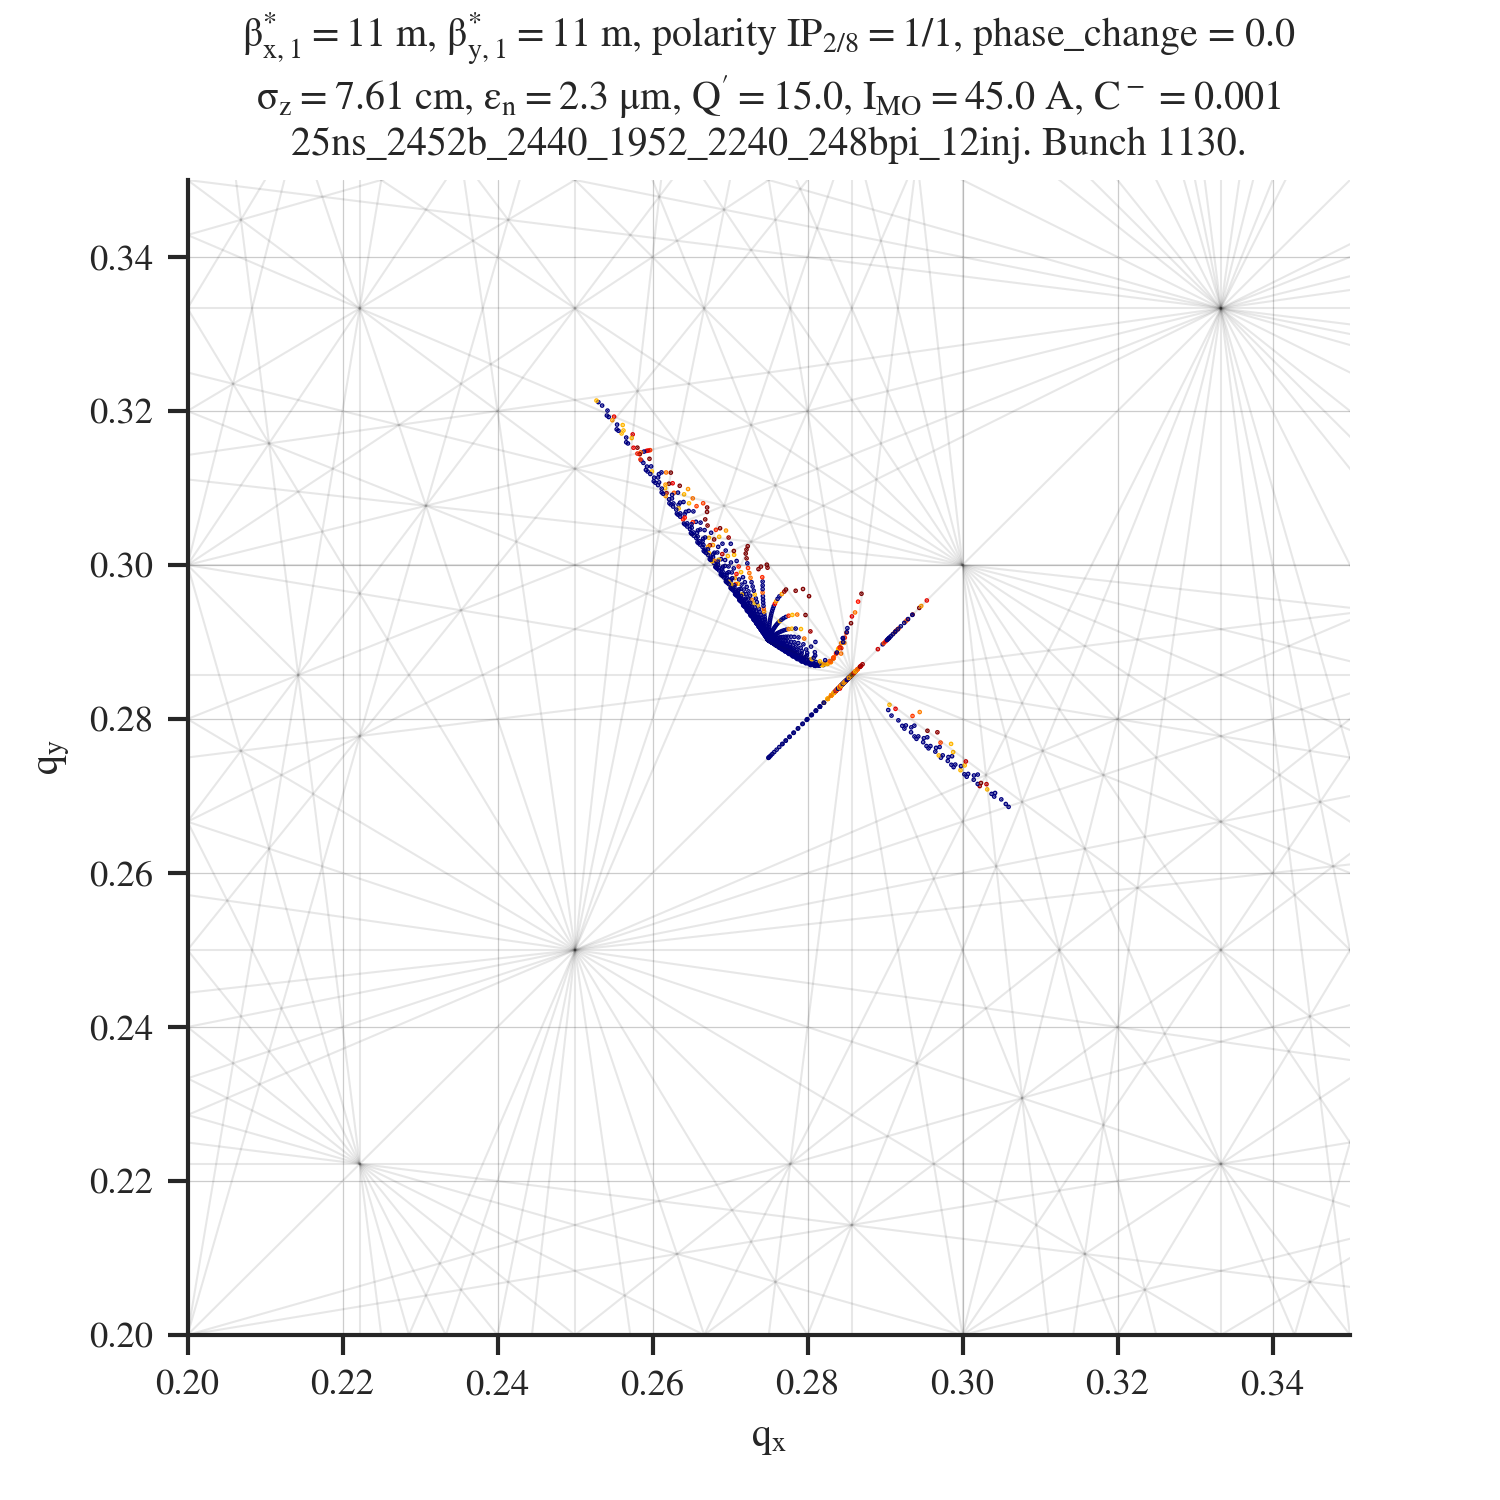 β*x, 1 = 11 m, β*y, 1 = 11 m, polarity IP2/8 = 1/1, phase_change = 0.0
σz = 7.61 cm, εn = 2.3 μm, Q′ = 15.0, IMO = 45.0 A, C− = 0.001
25ns_2452b_2440_1952_2240_248bpi_12inj. Bunch 1130.
0.34
0.32
0.30
0.28
0.26
0.24
0.22
0.20
qy
0.20 0.22 0.24 0.26 0.28 0.30 0.32 0.34
qx